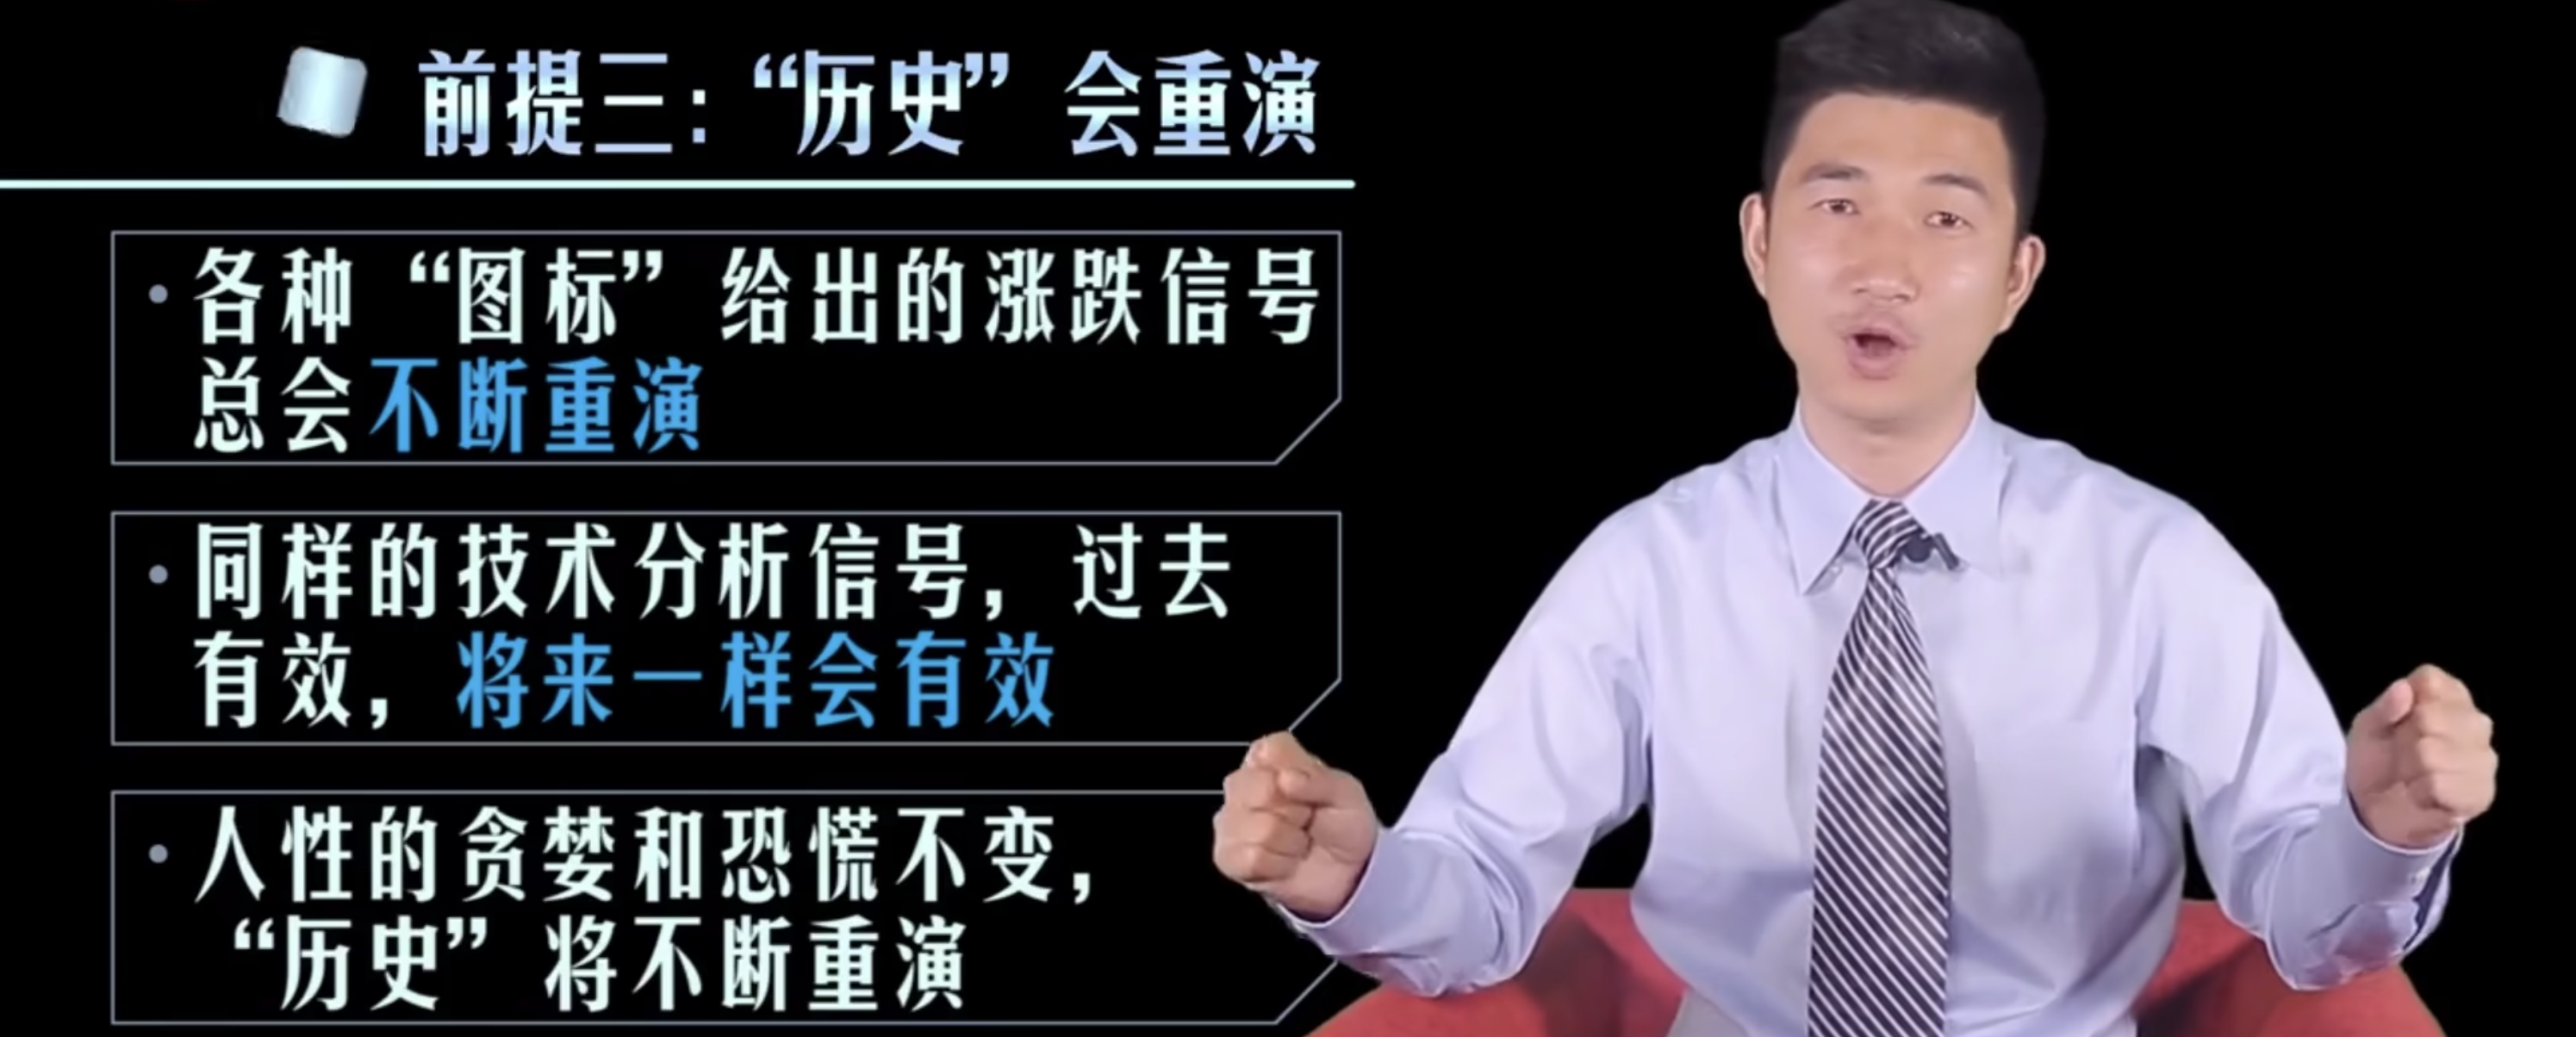 前提三：“历史”会重演
各种“图标”给出的涨跌信号
总会不断重演
同样的技术分析信号，过去
有效，将来一样会有效
人性的贪婪和恐慌不变，
“历史”将不断重演